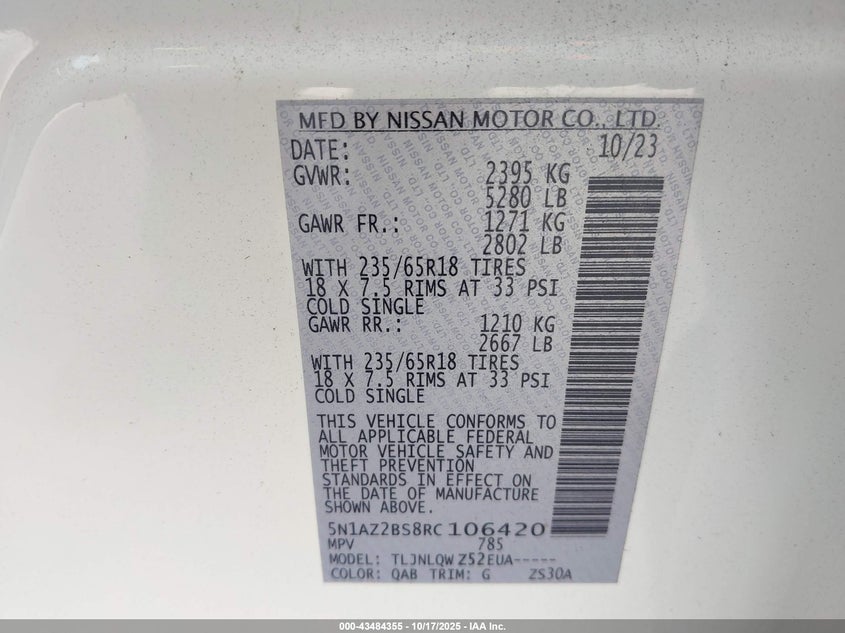 MFD BY NISSAN MOTOR CO., LTD.
DATE: 10/23
GVWR: 2395 KG
5280 LB
GAWR FR.: 1271 KG
2802 LB
WITH 235/65R18 TIRES
18 X 7.5 RIMS AT 33 PSI
COLD SINGLE
GAWR RR.: 1210 KG
2667 LB
WITH 235/65R18 TIRES
18 X 7.5 RIMS AT 33 PSI
COLD SINGLE
THIS VEHICLE CONFORMS TO
ALL APPLICABLE FEDERAL
MOTOR VEHICLE SAFETY AND
THEFT PREVENTION
STANDARDS IN EFFECT ON
THE DATE OF MANUFACTURE
SHOWN ABOVE.
5N1AZ2BS8RC106420
MPV 785
MODEL: TLJNLQW Z52EUA-----
COLOR: QAB TRIM: G ZS30A
000-43484355 | 10/17/2025 - IAA Inc.